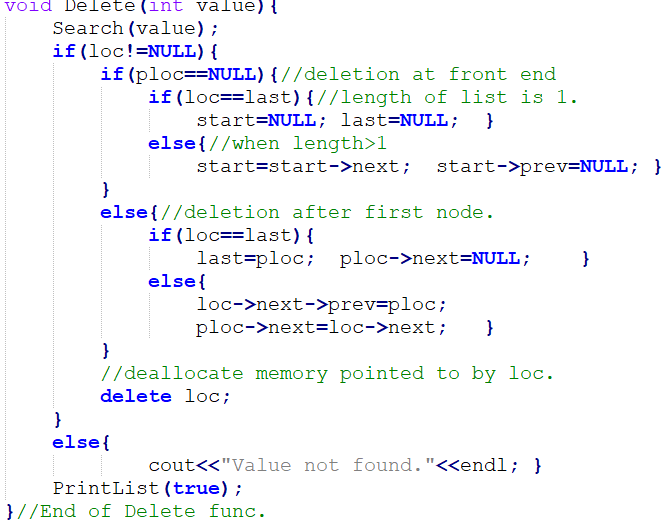 void Delete(int value){
Search(value);
if(loc!=NULL){
if(ploc==NULL){//deletion at front end
if(loc==last){//length of list is 1.
start=NULL; last=NULL; }
else{//when length>1
start=start->next; start->prev=NULL; }
}
else{//deletion after first node.
if(loc==last){
last=ploc; ploc->next=NULL; }
else{
loc->next->prev=ploc;
ploc->next=loc->next; }
}
//deallocate memory pointed to by loc.
delete loc;
}
else{
cout<<"Value not found."<<endl; }
PrintList(true);
}//End of Delete func.